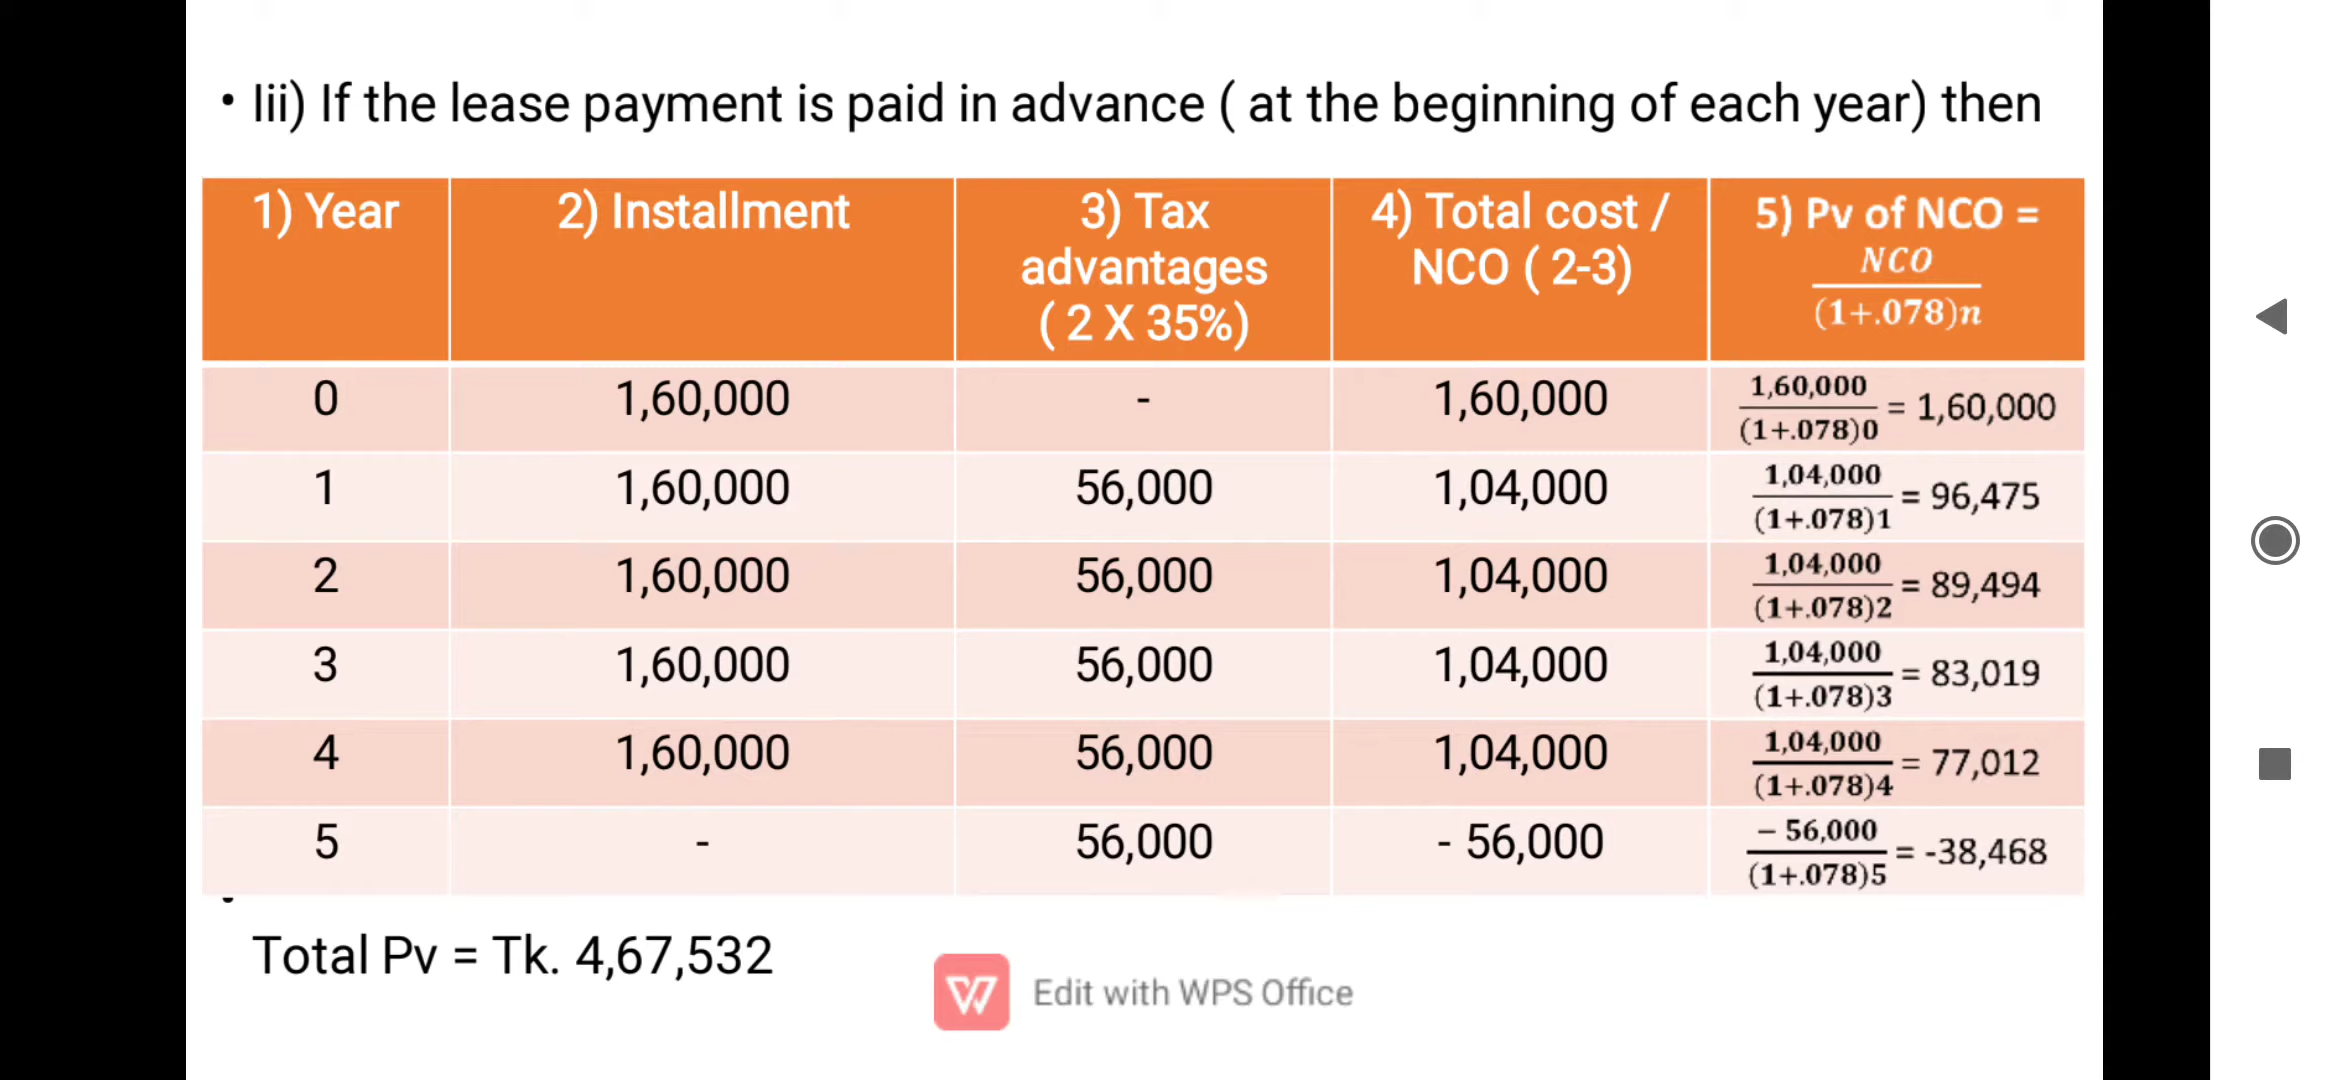 • Iii) If the lease payment is paid in advance ( at the beginning of each year) then
1) Year 2) Installment 3) Tax advantages ( 2 X 35%) 4) Total cost / NCO ( 2-3) 5) Pv of NCO = NCO / (1+.078)n
0 1,60,000 - 1,60,000 1,60,000 / (1+.078)0 = 1,60,000
1 1,60,000 56,000 1,04,000 1,04,000 / (1+.078)1 = 96,475
2 1,60,000 56,000 1,04,000 1,04,000 / (1+.078)2 = 89,494
3 1,60,000 56,000 1,04,000 1,04,000 / (1+.078)3 = 83,019
4 1,60,000 56,000 1,04,000 1,04,000 / (1+.078)4 = 77,012
5 - 56,000 - 56,000 – 56,000 / (1+.078)5 = -38,468
Total Pv = Tk. 4,67,532
Edit with WPS Office